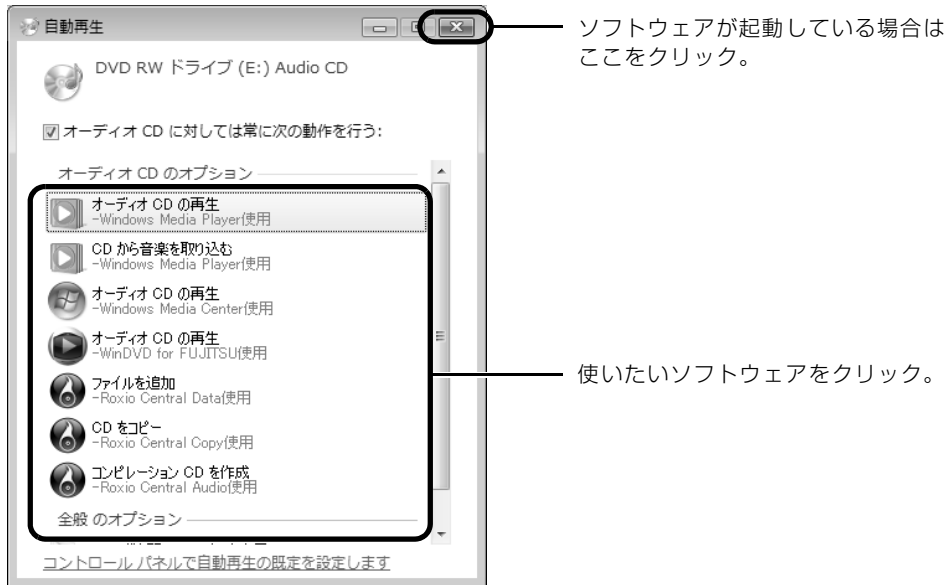 自動再生
ソフトウェアが起動している場合は
ここをクリック。
DVD RW ドライブ (E:) Audio CD
オーディオ CD に対しては常に次の動作を行う:
オーディオ CD のオプション
オーディオ CD の再生
-Windows Media Player使用
CD から音楽を取り込む
-Windows Media Player使用
オーディオ CD の再生
-Windows Media Center使用
オーディオ CD の再生
-WinDVD for FUJITSU使用
使いたいソフトウェアをクリック。
ファイルを追加
-Roxio Central Data使用
CD をコピー
-Roxio Central Copy使用
コンピレーション CD を作成
-Roxio Central Audio使用
全般 のオプション
コントロール パネルで自動再生の既定を設定します